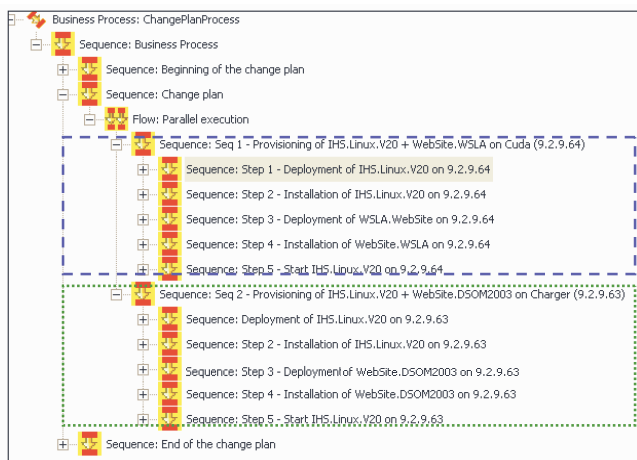 Business Process: ChangePlanProcess
Sequence: Business Process
Sequence: Beginning of the change plan
Sequence: Change plan
Flow: Parallel execution
Sequence: Seq 1 - Provisioning of IHS.Linux.V20 + WebSite.WSLA on Cuda (9.2.9.64)
Sequence: Step 1 - Deployment of IHS.Linux.V20 on 9.2.9.64
Sequence: Step 2 - Installation of IHS.Linux.V20 on 9.2.9.64
Sequence: Step 3 - Deployment of WSLA.WebSite on 9.2.9.64
Sequence: Step 4 - Installation of WebSite.WSLA on 9.2.9.64
Sequence: Step 5 - Start IHS.Linux.V20 on 9.2.9.64
Sequence: Seq 2 - Provisioning of IHS.Linux.V20 + WebSite.DSOM2003 on Charger (9.2.9.63)
Sequence: Deployment of IHS.Linux.V20 on 9.2.9.63
Sequence: Step 2 - Installation of IHS.Linux.V20 on 9.2.9.63
Sequence: Step 3 - Deployment of WebSite.DSOM2003 on 9.2.9.63
Sequence: Step 4 - Installation of WebSite.DSOM2003 on 9.2.9.63
Sequence: Step 5 - Start IHS.Linux.V20 on 9.2.9.63
Sequence: End of the change plan